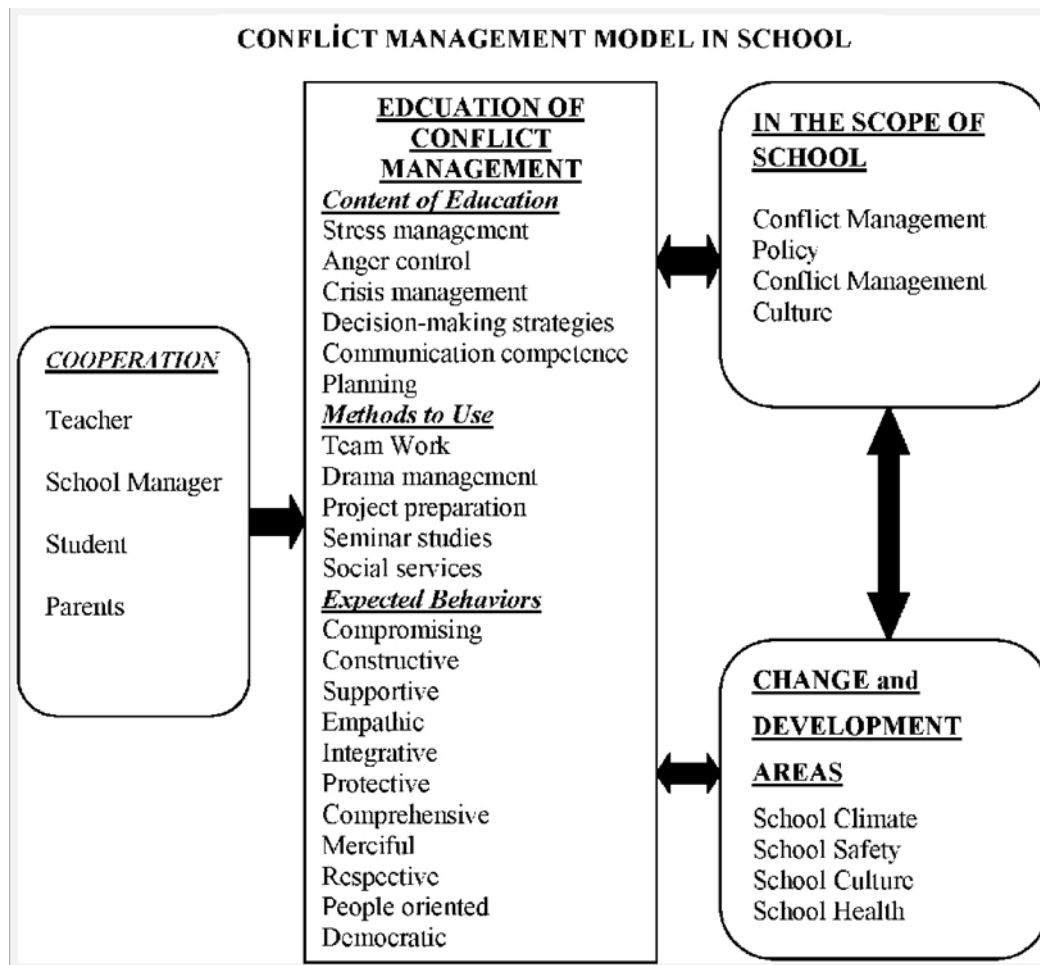 CONFLİCT MANAGEMENT MODEL IN SCHOOL
COOPERATION
Teacher
School Manager
Student
Parents
EDCUATION OF
CONFLICT
MANAGEMENT
Content of Education
Stress management
Anger control
Crisis management
Decision-making strategies
Communication competence
Planning
Methods to Use
Team Work
Drama management
Project preparation
Seminar studies
Social services
Expected Behaviors
Compromising
Constructive
Supportive
Empathic
Integrative
Protective
Comprehensive
Merciful
Respective
People oriented
Democratic
IN THE SCOPE OF
SCHOOL
Conflict Management
Policy
Conflict Management
Culture
CHANGE and
DEVELOPMENT
AREAS
School Climate
School Safety
School Culture
School Health